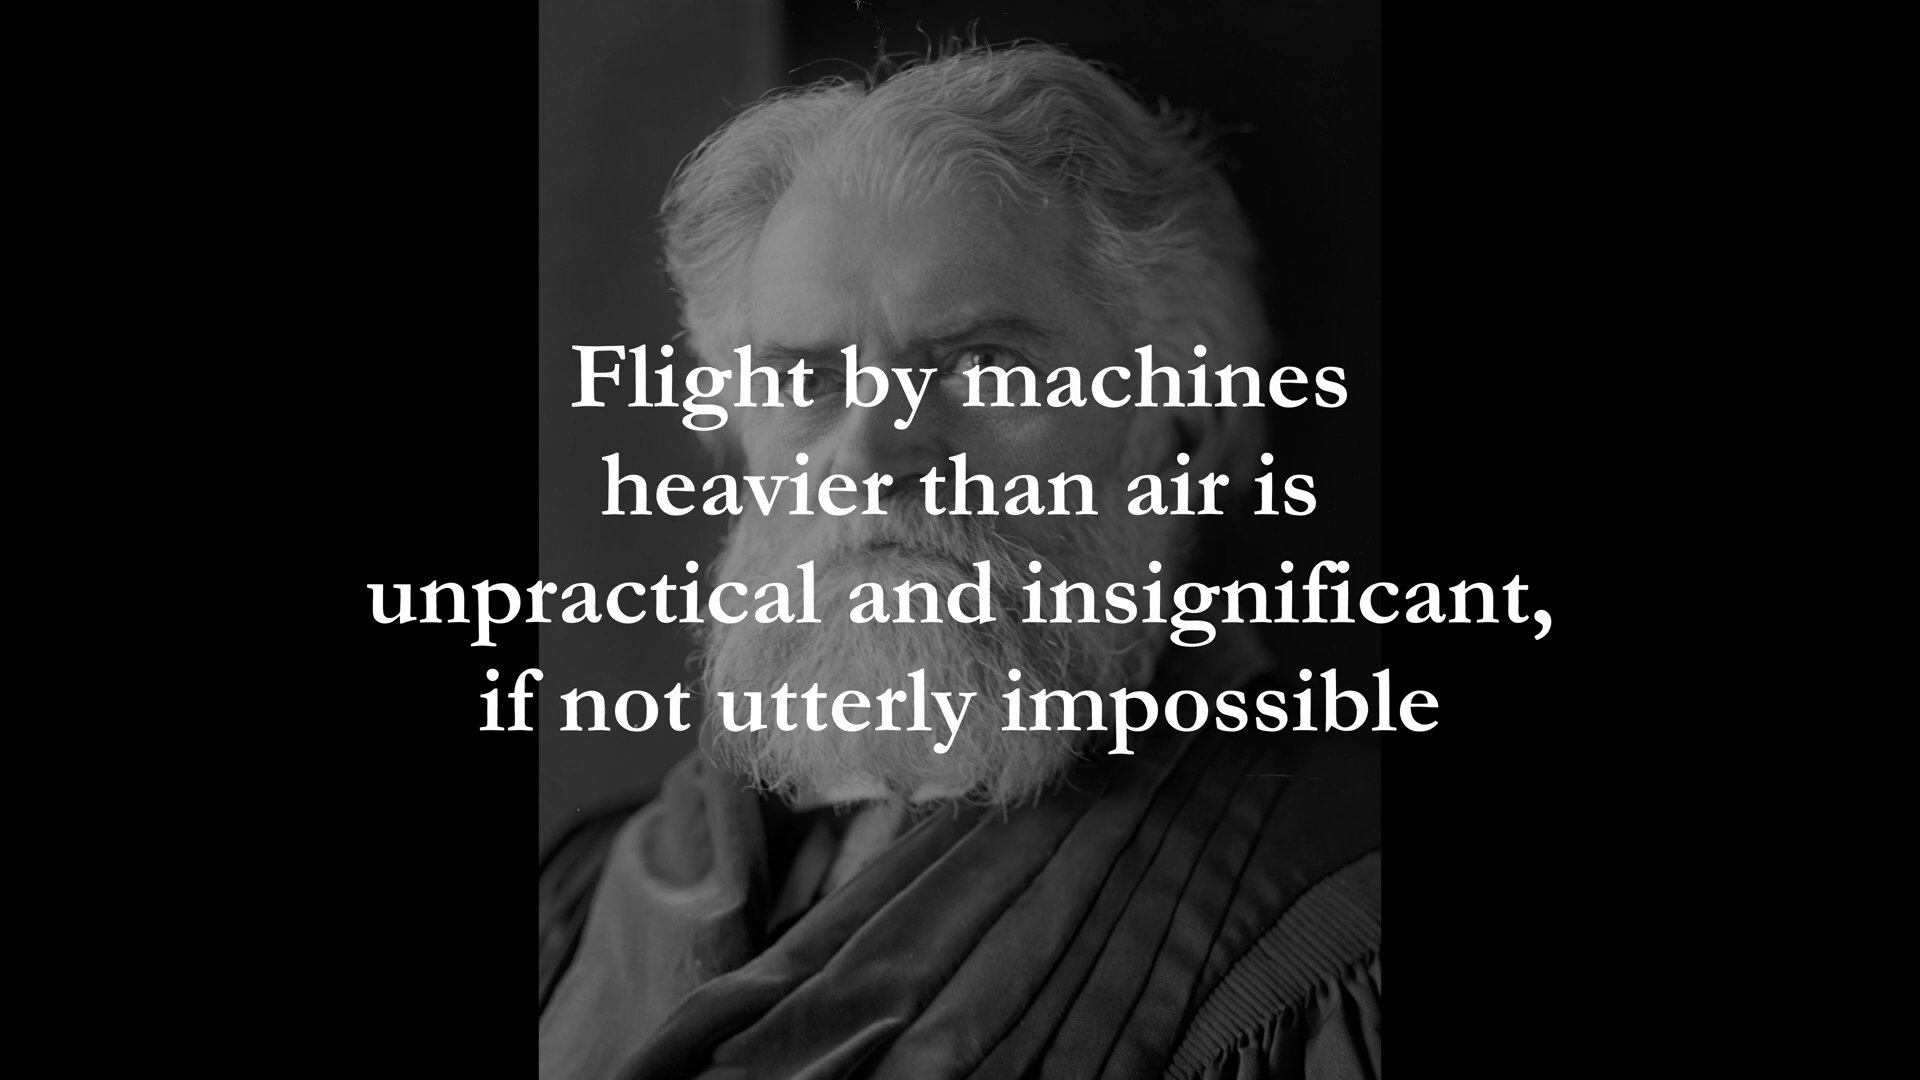 Flight by machines
heavier than air is
unpractical and insignificant,
if not utterly impossible